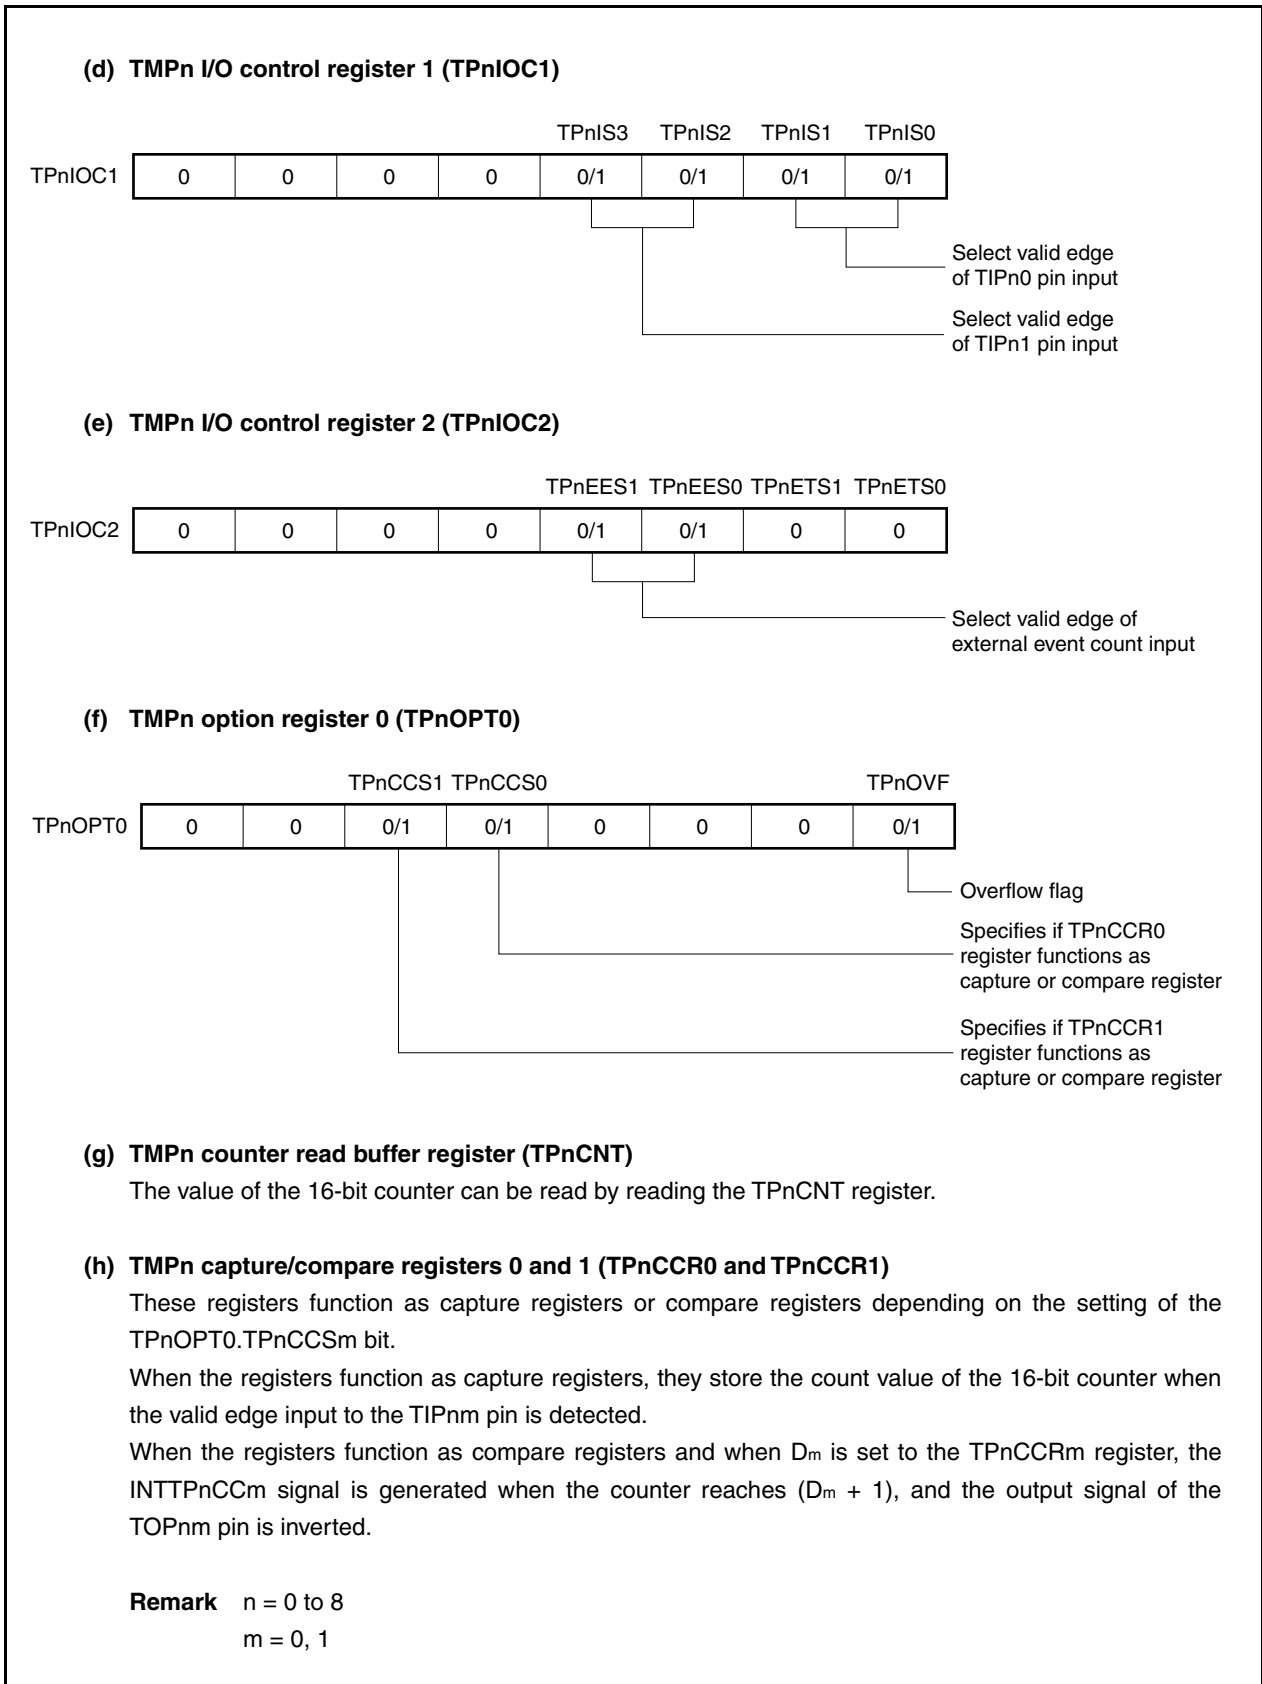 (d) TMPn I/O control register 1 (TPnIOC1)
TPnIS3 TPnIS2 TPnIS1 TPnIS0
TPnIOC1 0 0 0 0 0/1 0/1 0/1 0/1
Select valid edge
of TIPn0 pin input
Select valid edge
of TIPn1 pin input
(e) TMPn I/O control register 2 (TPnIOC2)
TPnEES1 TPnEES0 TPnETS1 TPnETS0
TPnIOC2 0 0 0 0 0/1 0/1 0 0
Select valid edge of
external event count input
(f) TMPn option register 0 (TPnOPT0)
TPnCCS1 TPnCCS0 TPnOVF
TPnOPT0 0 0 0/1 0/1 0 0 0 0/1
Overflow flag
Specifies if TPnCCR0
register functions as
capture or compare register
Specifies if TPnCCR1
register functions as
capture or compare register
(g) TMPn counter read buffer register (TPnCNT)
The value of the 16-bit counter can be read by reading the TPnCNT register.
(h) TMPn capture/compare registers 0 and 1 (TPnCCR0 and TPnCCR1)
These registers function as capture registers or compare registers depending on the setting of the
TPnOPT0.TPnCCSm bit.
When the registers function as capture registers, they store the count value of the 16-bit counter when
the valid edge input to the TIPnm pin is detected.
When the registers function as compare registers and when Dm is set to the TPnCCRm register, the
INTTPnCCm signal is generated when the counter reaches (Dm + 1), and the output signal of the
TOPnm pin is inverted.
Remark n = 0 to 8
m = 0, 1